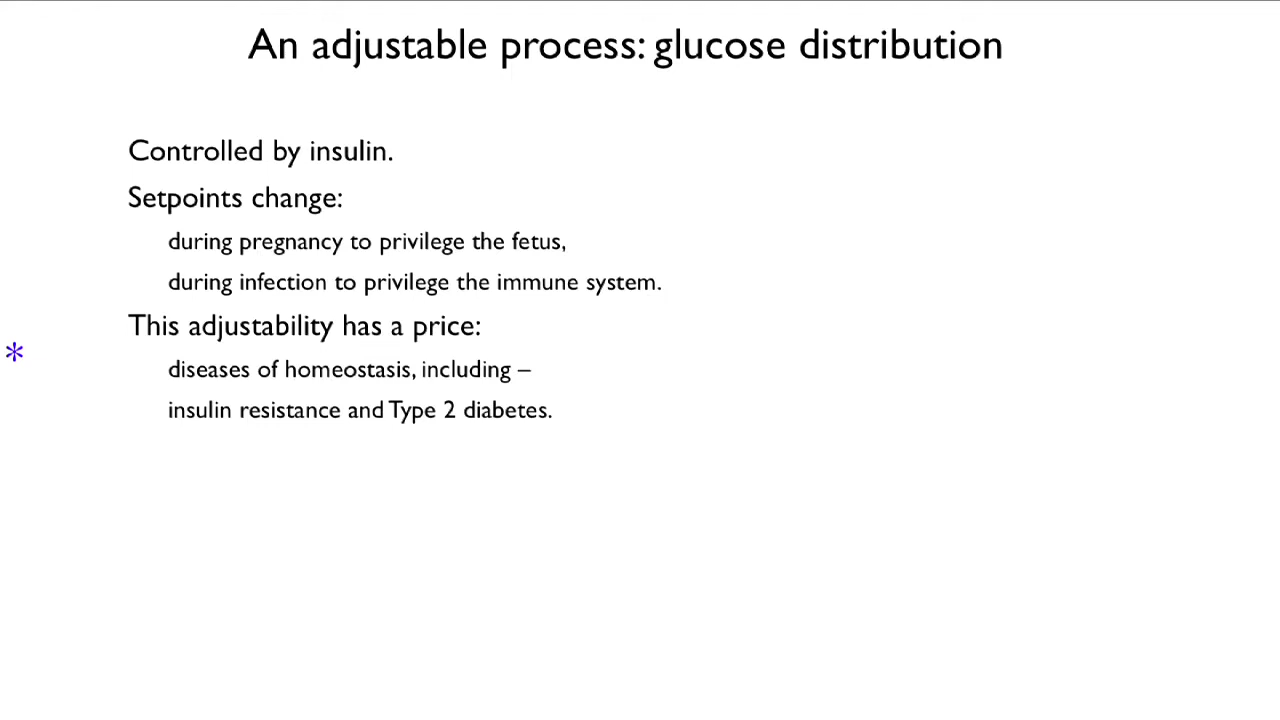 An adjustable process: glucose distribution
Controlled by insulin.
Setpoints change:
during pregnancy to privilege the fetus,
during infection to privilege the immune system.
This adjustability has a price:
*
diseases of homeostasis, including –
insulin resistance and Type 2 diabetes.